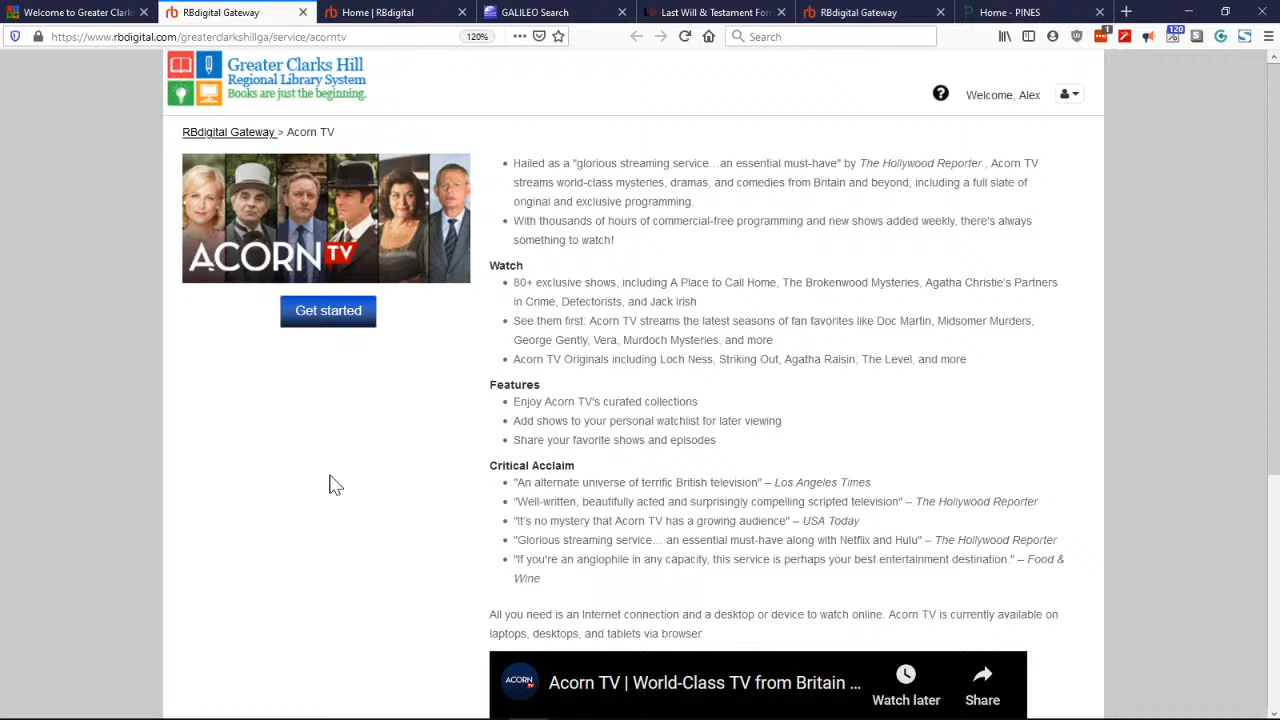 Welcome to Greater Clarks
RBdigital Gateway
Home | RBdigital
GALILEO Search
Last Will & Testament For
RBdigital Gateway
Home - PINES
https://www.rbdigital.com/greaterclarkshillga/service/acorntv
120%
Search
1
120
Greater Clarks Hill
Regional Library System
Books are just the beginning.
Welcome, Alex
RBdigital Gateway > Acorn TV
ACORN TV
Get started
• Hailed as a "glorious streaming service…an essential must-have" by The Hollywood Reporter , Acorn TV
streams world-class mysteries, dramas, and comedies from Britain and beyond, including a full slate of
original and exclusive programming.
• With thousands of hours of commercial-free programming and new shows added weekly, there's always
something to watch!
Watch
• 80+ exclusive shows, including A Place to Call Home, The Brokenwood Mysteries, Agatha Christie's Partners
in Crime, Detectorists, and Jack Irish
• See them first: Acorn TV streams the latest seasons of fan favorites like Doc Martin, Midsomer Murders,
George Gently, Vera, Murdoch Mysteries, and more
• Acorn TV Originals including Loch Ness, Striking Out, Agatha Raisin, The Level, and more
Features
• Enjoy Acorn TV's curated collections
• Add shows to your personal watchlist for later viewing
• Share your favorite shows and episodes
Critical Acclaim
• "An alternate universe of terrific British television" – Los Angeles Times
• "Well-written, beautifully acted and surprisingly compelling scripted television" – The Hollywood Reporter
• "It's no mystery that Acorn TV has a growing audience" – USA Today
• "Glorious streaming service… an essential must-have along with Netflix and Hulu" – The Hollywood Reporter
• "If you're an anglophile in any capacity, this service is perhaps your best entertainment destination." – Food &
Wine
All you need is an Internet connection and a desktop or device to watch online. Acorn TV is currently available on
laptops, desktops, and tablets via browser.
ACORN TV
Acorn TV | World-Class TV from Britain ...
Watch later
Share